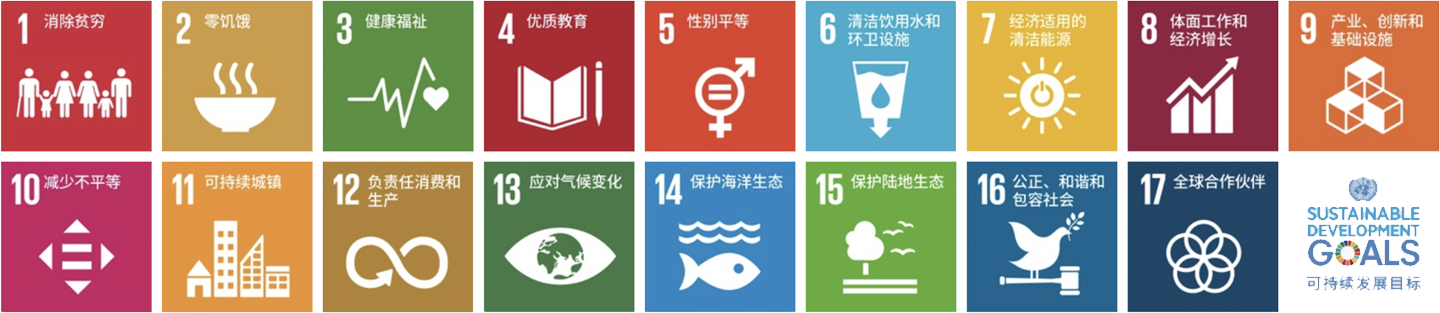 1 消除贫穷
2 零饥饿
3 健康福祉
4 优质教育
5 性别平等
6 清洁饮用水和
环卫设施
7 经济适用的
清洁能源
8 体面工作和
经济增长
9 产业、创新和
基础设施
10 减少不平等
11 可持续城镇
12 负责任消费和
生产
13 应对气候变化
14 保护海洋生态
15 保护陆地生态
16 公正、和谐和
包容社会
17 全球合作伙伴
SUSTAINABLE
DEVELOPMENT
GOALS
可持续发展目标